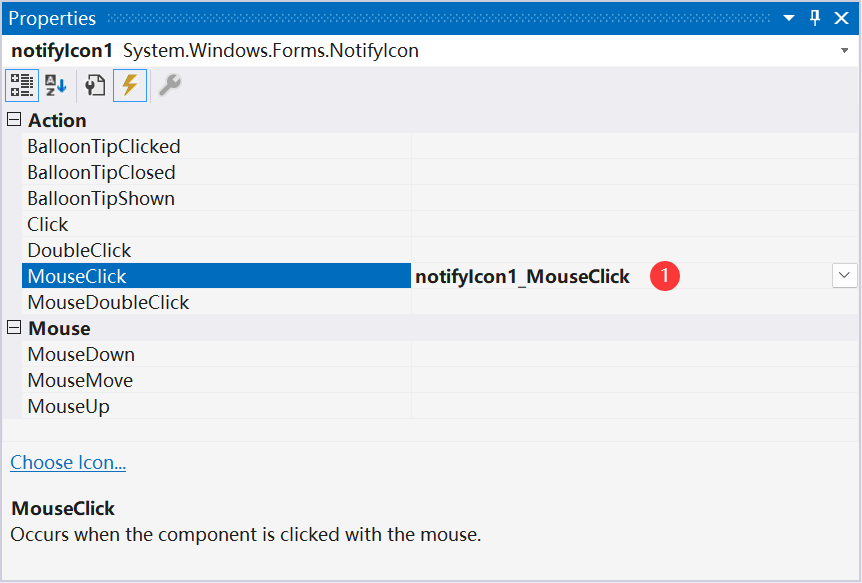 Properties
notifyIcon1 System.Windows.Forms.NotifyIcon
Action
BalloonTipClicked
BalloonTipClosed
BalloonTipShown
Click
DoubleClick
MouseClick notifyIcon1_MouseClick 1
MouseDoubleClick
Mouse
MouseDown
MouseMove
MouseUp
Choose Icon...
MouseClick
Occurs when the component is clicked with the mouse.